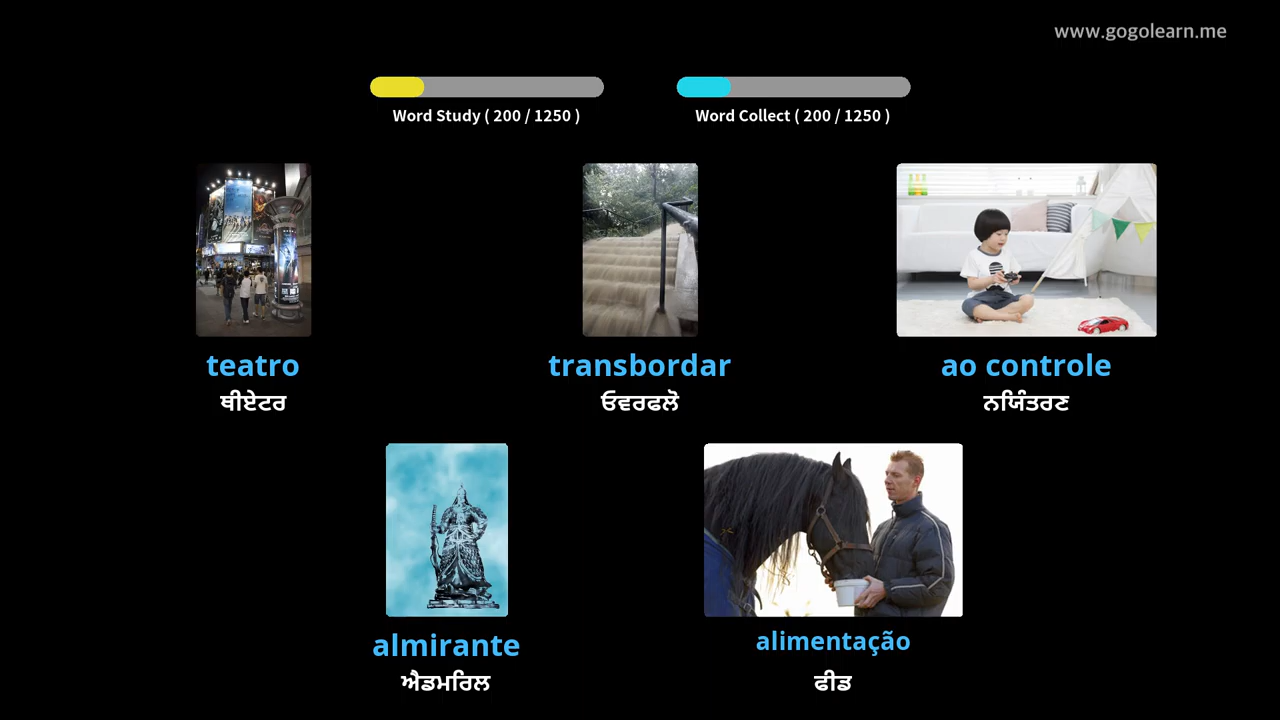 www.gogolearn.me
Word Study ( 200 / 1250 )
Word Collect ( 200 / 1250 )
teatro
ਥੀਏਟਰ
transbordar
ਓਵਰਫਲੋ
ao controle
ਨਯਿੰਤਰਣ
almirante
ਐਡਮਰਿਲ
alimentação
ਫੀਡ